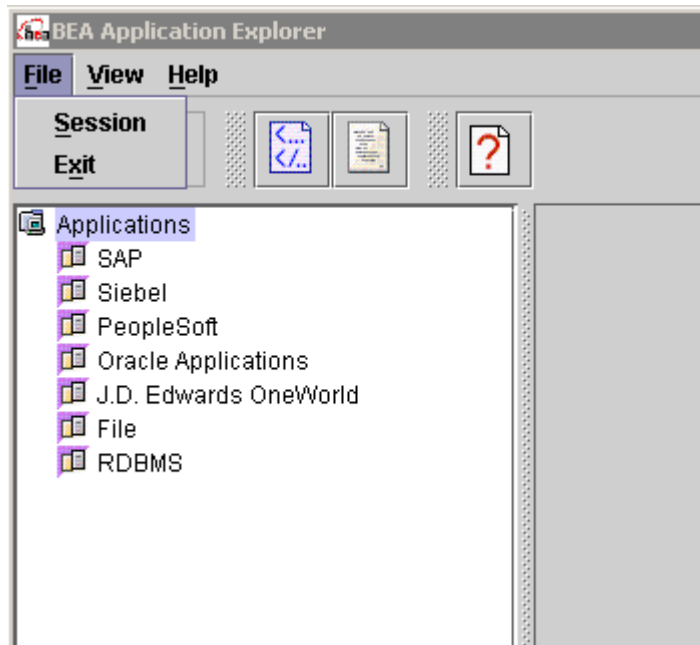 BEA Application Explorer
File View Help
Session
Exit
Applications
SAP
Siebel
PeopleSoft
Oracle Applications
J.D. Edwards OneWorld
File
RDBMS